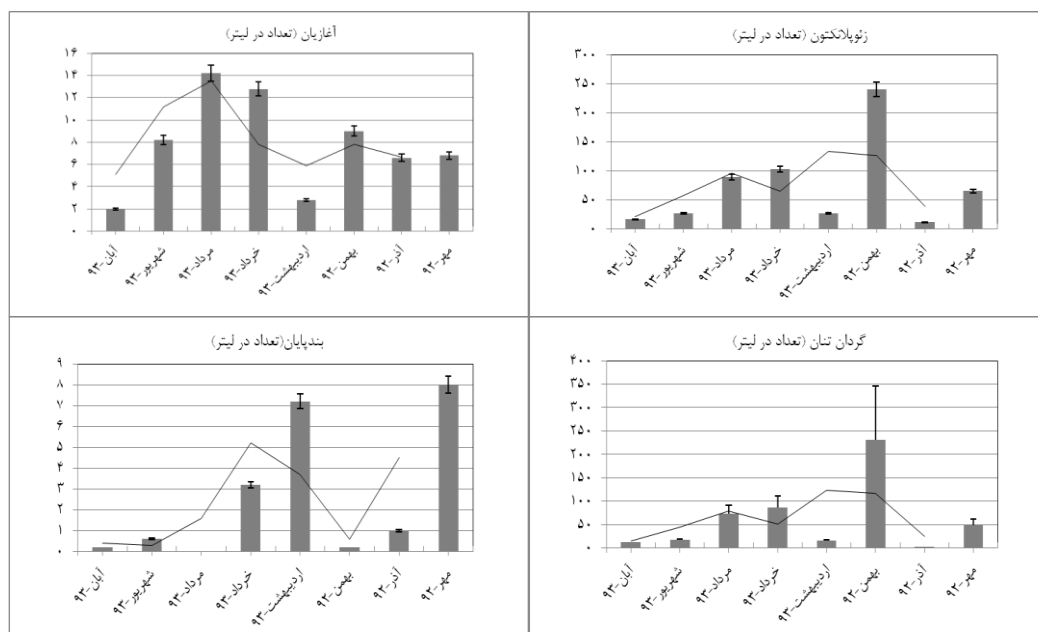 زئوپلانکتون (تعداد در لیتر)
۳۰۰
۲۵۰
۲۰۰
۱۵۰
۱۰۰
۵۰
۰
مهر-۹۲
آذر-۹۲
بهمن-۹۲
اردیبهشت-۹۳
خرداد-۹۳
مرداد-۹۳
شهریور-۹۳
آبان-۹۳
آغازیان (تعداد در لیتر)
۱۶
۱۴
۱۲
۱۰
۸
۶
۴
۲
۰
مهر-۹۲
آذر-۹۲
بهمن-۹۲
اردیبهشت-۹۳
خرداد-۹۳
مرداد-۹۳
شهریور-۹۳
آبان-۹۳
گردان تنان (تعداد در لیتر)
۴۰۰
۳۵۰
۳۰۰
۲۵۰
۲۰۰
۱۵۰
۱۰۰
۵۰
۰
مهر-۹۲
آذر-۹۲
بهمن-۹۲
اردیبهشت-۹۳
خرداد-۹۳
مرداد-۹۳
شهریور-۹۳
آبان-۹۳
بندپایان(تعداد در لیتر)
۹
۸
۷
۶
۵
۴
۳
۲
۱
۰
مهر-۹۲
آذر-۹۲
بهمن-۹۲
اردیبهشت-۹۳
خرداد-۹۳
مرداد-۹۳
شهریور-۹۳
آبان-۹۳